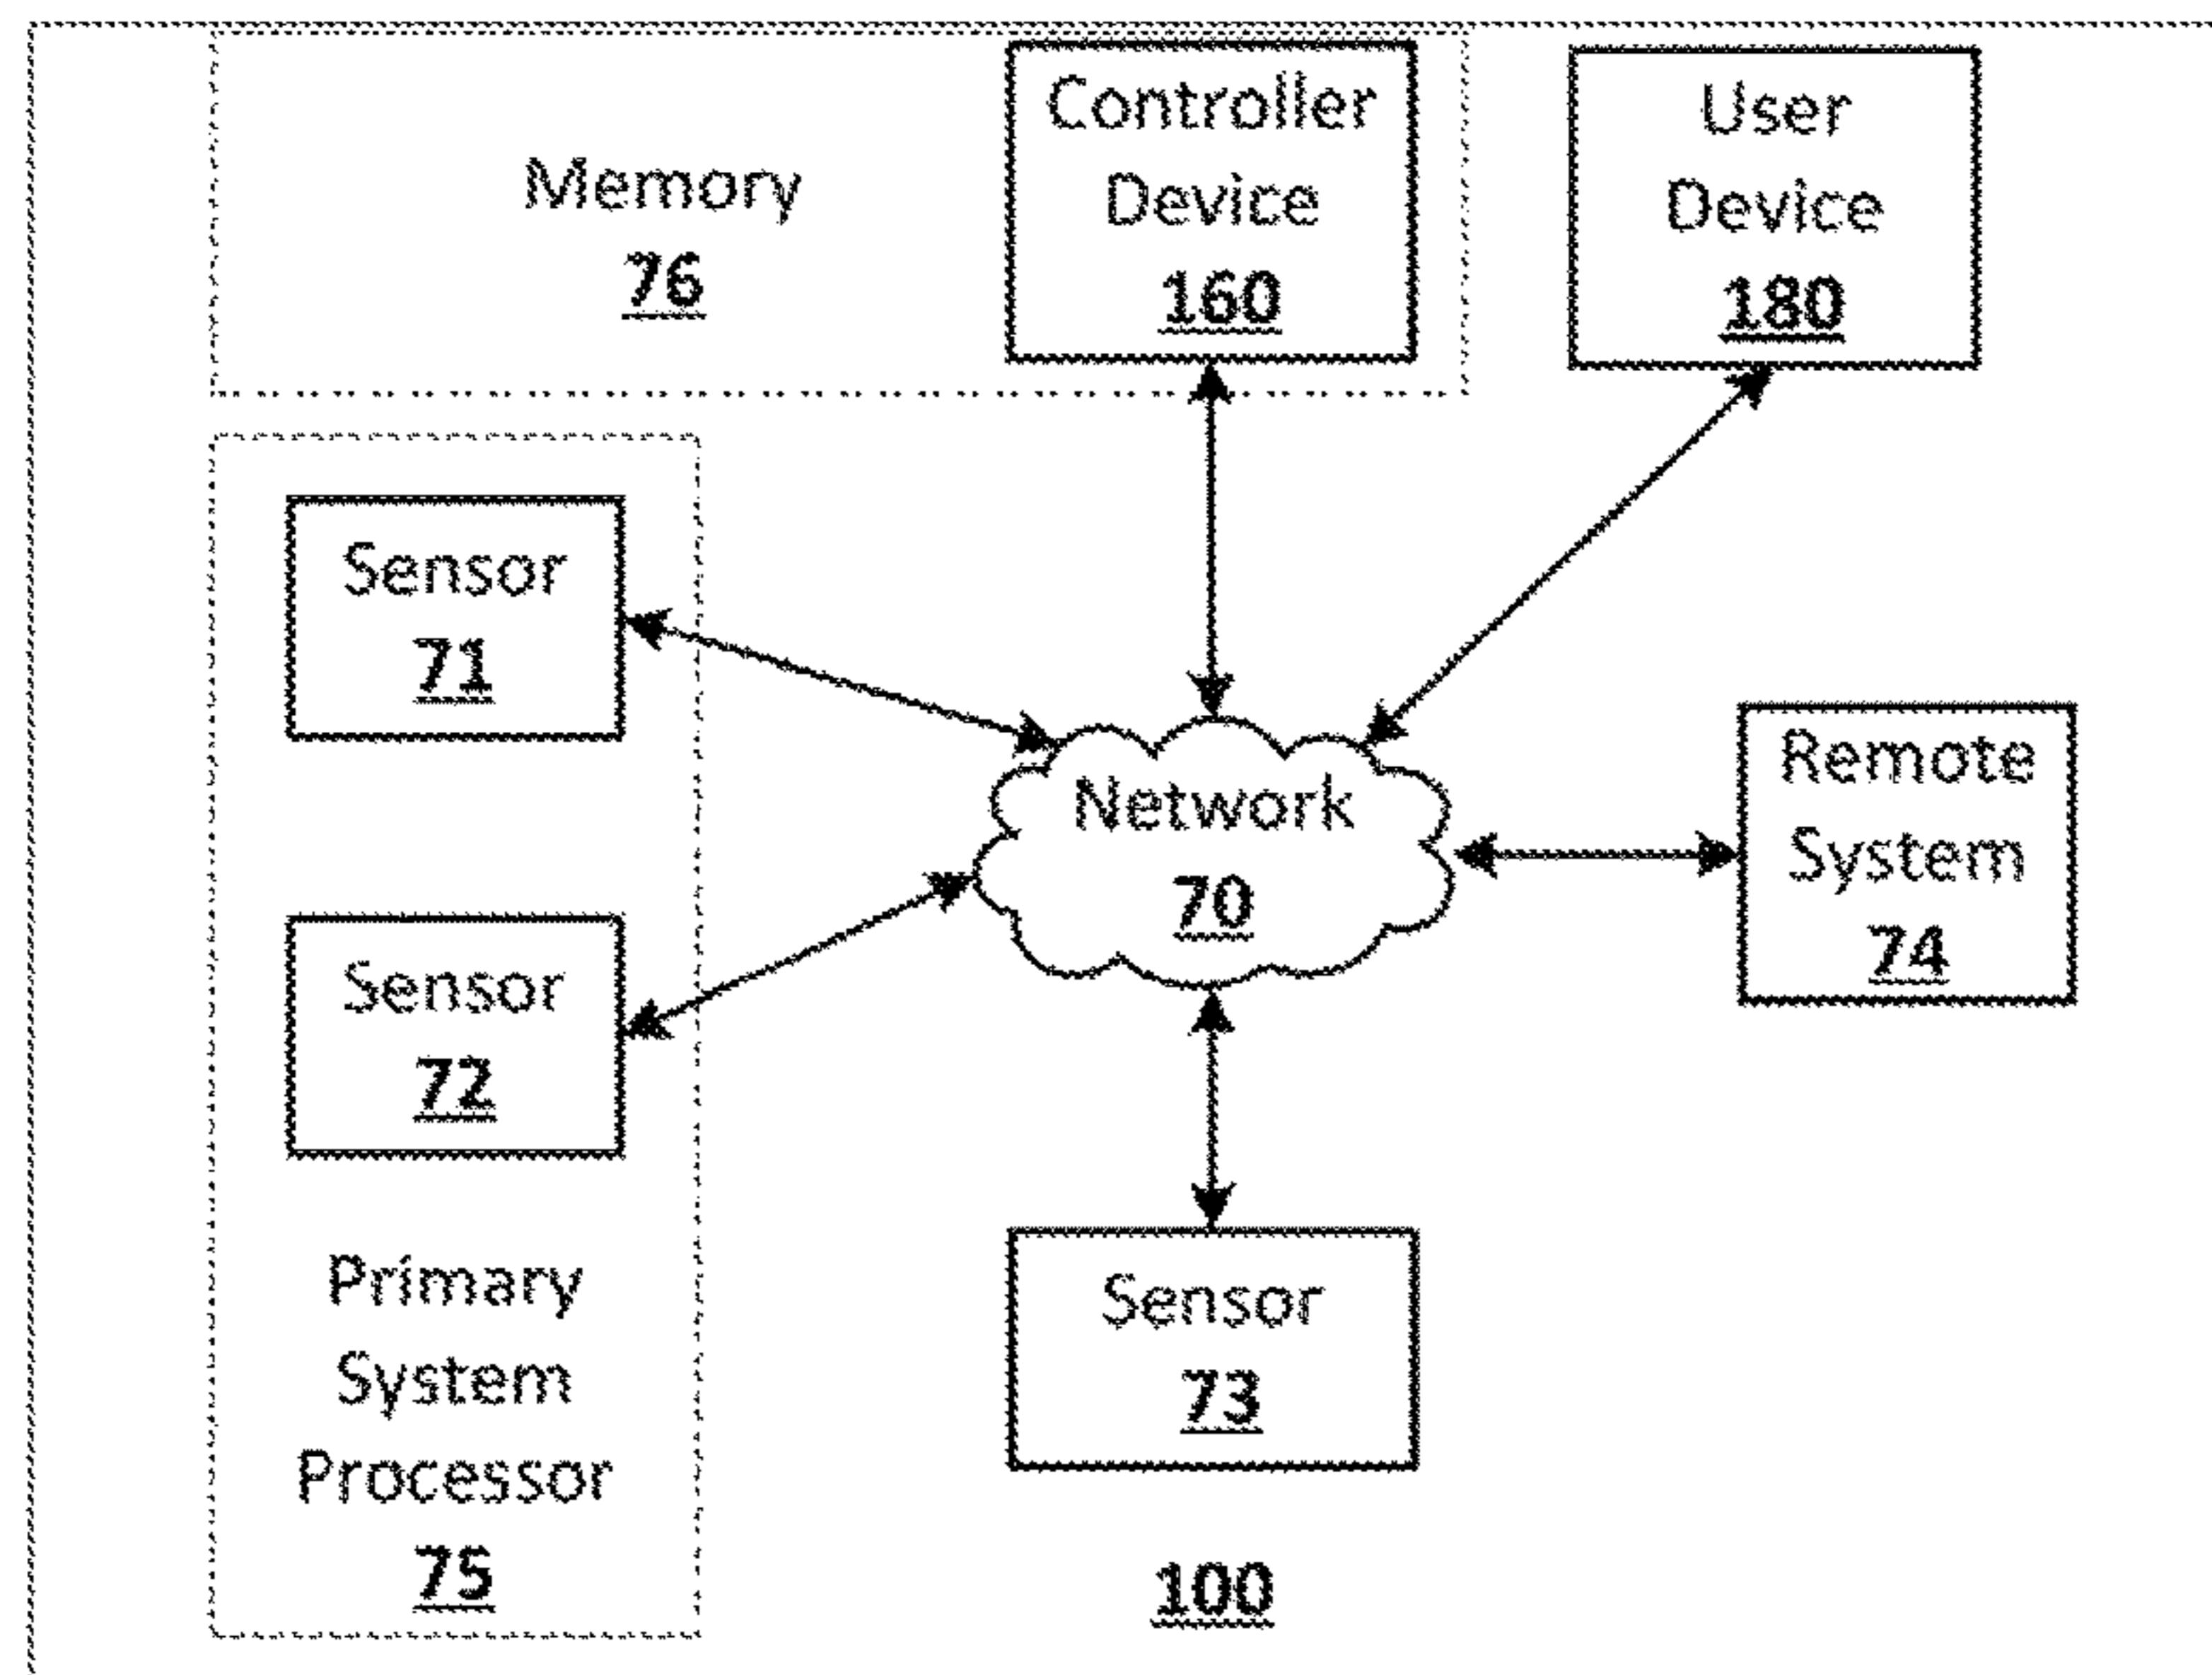 Memory
76
Controller
Device
160
User
Device
180
Sensor
71
Network
70
Remote
System
74
Sensor
72
Sensor
73
Primary
System
Processor
75
100